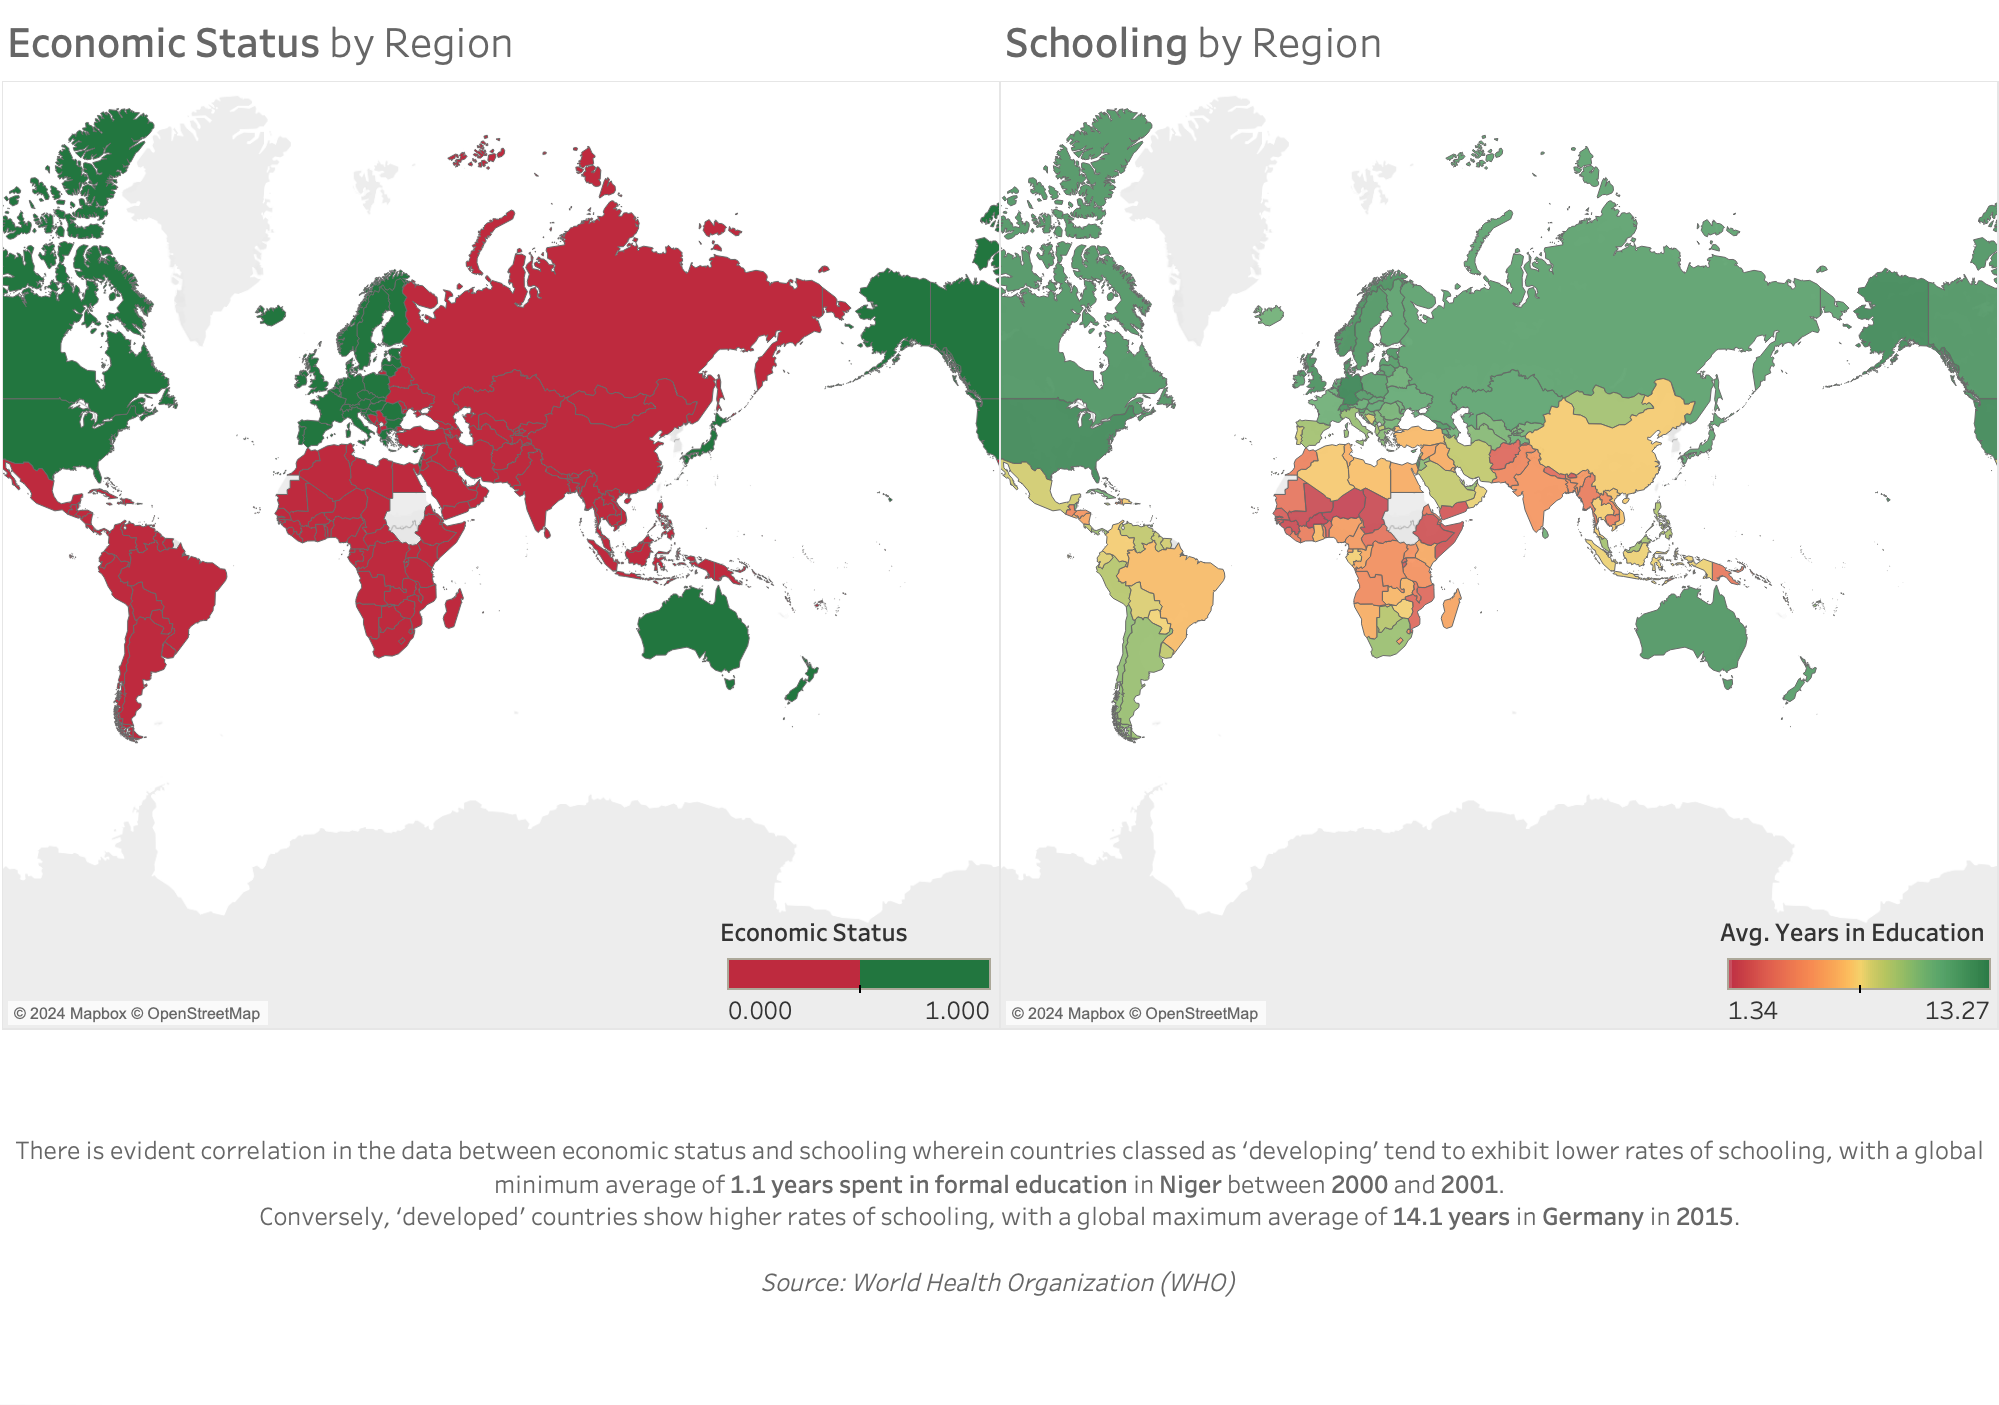 Economic Status by Region
Schooling by Region
Economic Status
0.000 1.000
© 2024 Mapbox © OpenStreetMap
Avg. Years in Education
1.34 13.27
© 2024 Mapbox © OpenStreetMap
There is evident correlation in the data between economic status and schooling wherein countries classed as ‘developing’ tend to exhibit lower rates of schooling, with a global
minimum average of 1.1 years spent in formal education in Niger between 2000 and 2001.
Conversely, ‘developed’ countries show higher rates of schooling, with a global maximum average of 14.1 years in Germany in 2015.
Source: World Health Organization (WHO)